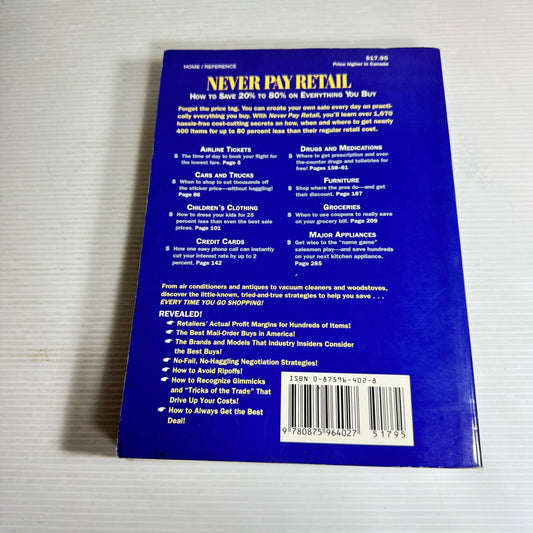 HOME / REFERENCE
$17.95
Price higher in Canada
NEVER PAY RETAIL
HOW TO SAVE 20% TO 80% ON EVERYTHING YOU BUY
Forget the price tag. You can create your own sale every day on practi-
cally everything you buy. With Never Pay Retail, you'll learn over 1,670
hassle-free cost-cutting secrets on how, when and where to get nearly
400 items for up to 80 percent less than their regular retail cost.
AIRLINE TICKETS
$ The time of day to book your flight for
the lowest fare. Page 5
CARS AND TRUCKS
$ When to shop to cut thousands off
the sticker price—without haggling!
Page 86
CHILDREN'S CLOTHING
$ How to dress your kids for 25
percent less than even the best sale
prices. Page 101
CREDIT CARDS
$ How one easy phone call can instantly
cut your interest rate by up to 2
percent. Page 142
DRUGS AND MEDICATIONS
$ Where to get prescription and over-
the-counter drugs and toiletries for
free! Pages 158–61
FURNITURE
$ Shop where the pros do—and get
their discount. Page 187
GROCERIES
$ When to use coupons to really save
on your grocery bill. Page 209
MAJOR APPLIANCES
$ Get wise to the "name game"
salesmen play—and save hundreds
on your next kitchen appliance.
Page 285
From air conditioners and antiques to vacuum cleaners and woodstoves,
discover the little-known, tried-and-true strategies to help you save . . .
EVERY TIME YOU GO SHOPPING!
REVEALED!
☛ Retailers' Actual Profit Margins for Hundreds of Items!
☛ The Best Mail-Order Buys in America!
☛ The Brands and Models That Industry Insiders Consider
the Best Buys!
☛ No-Fail, No-Haggling Negotiation Strategies!
☛ How to Avoid Ripoffs!
☛ How to Recognize Gimmicks
and "Tricks of the Trade" That
Drive Up Your Costs!
☛ How to Always Get the Best
Deal!
ISBN 0-87596-402-8
9 780875 964027
51795